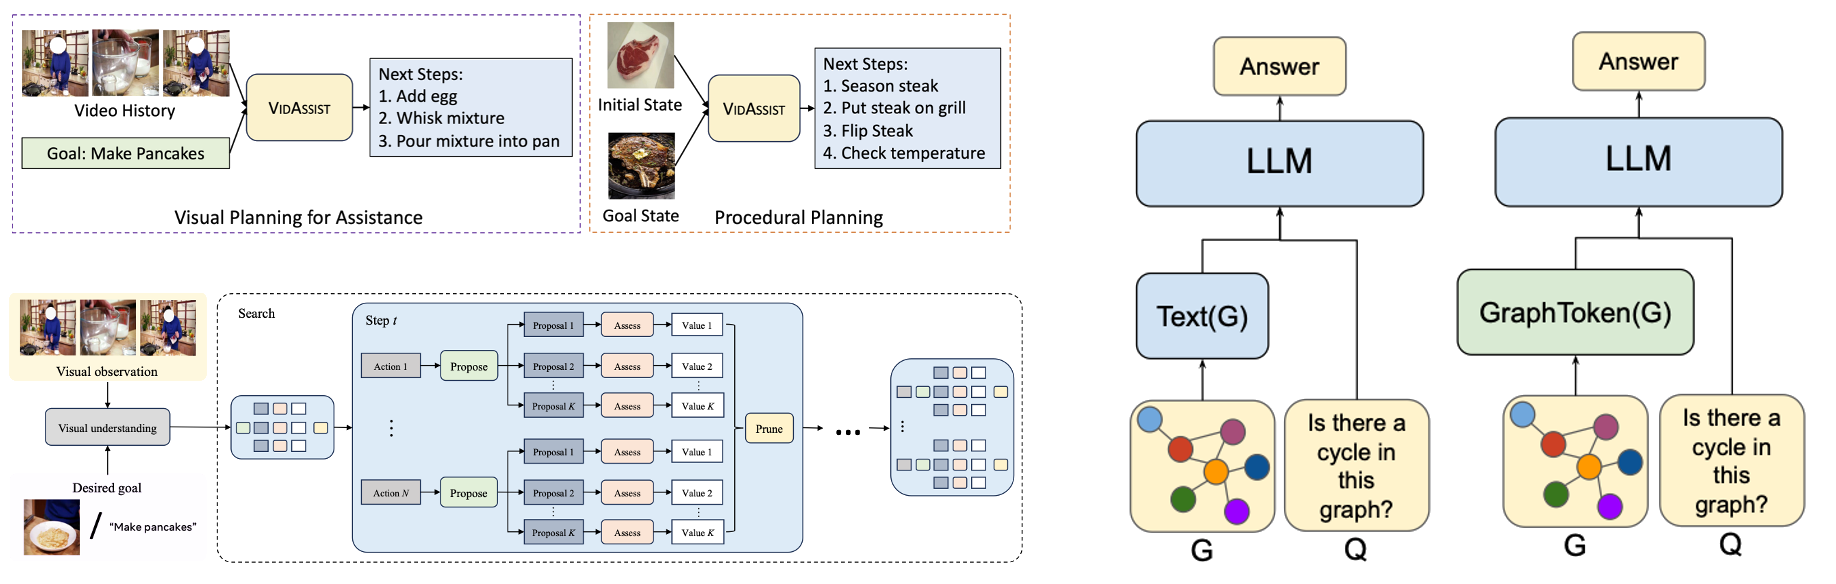 Video History
Goal: Make Pancakes
VIDASSIST
Next Steps:
1. Add egg
2. Whisk mixture
3. Pour mixture into pan
Visual Planning for Assistance
Initial State
Goal State
VIDASSIST
Next Steps:
1. Season steak
2. Put steak on grill
3. Flip Steak
4. Check temperature
Procedural Planning
Visual observation
Visual understanding
Desired goal
/ "Make pancakes"
Search
Step t
Action 1
Propose
Proposal 1
Assess
Value 1
Proposal 2
Assess
Value 2
Proposal K
Assess
Value K
Action N
Propose
Proposal 1
Assess
Value 1
Proposal 2
Assess
Value 2
Proposal K
Assess
Value K
Prune
Answer
LLM
Text(G)
Is there a
cycle in
this
graph?
G
Q
Answer
LLM
GraphToken(G)
Is there a
cycle in
this
graph?
G
Q